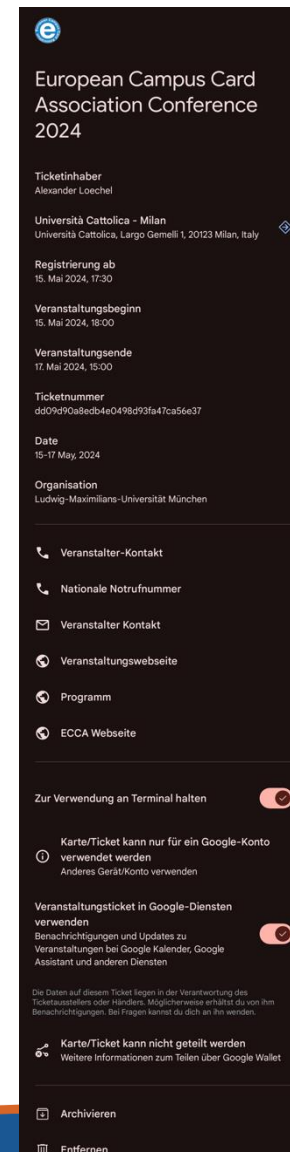 e
European Campus Card
Association Conference
2024
Ticketinhaber
Alexander Loechel
Università Cattolica - Milan
Università Cattolica, Largo Gemelli 1, 20123 Milan, Italy
Registrierung ab
15. Mai 2024, 17:30
Veranstaltungsbeginn
15. Mai 2024, 18:00
Veranstaltungsende
17. Mai 2024, 15:00
Ticketnummer
dd09d90a8edb4e0498d93fa47ca56e37
Date
15-17 May, 2024
Organisation
Ludwig-Maximilians-Universität München
Veranstalter-Kontakt
Nationale Notrufnummer
Veranstalter Kontakt
Veranstaltungswebseite
Programm
ECCA Webseite
Zur Verwendung an Terminal halten
Karte/Ticket kann nur für ein Google-Konto
verwendet werden
Anderes Gerät/Konto verwenden
Veranstaltungsticket in Google-Diensten
verwenden
Benachrichtigungen und Updates zu
Veranstaltungen bei Google Kalender, Google
Assistant und anderen Diensten
Die Daten auf diesem Ticket liegen in der Verantwortung des
Ticketausstellers oder Händlers. Möglicherweise erhältst du von ihm
Benachrichtigungen. Bei Fragen kannst du dich an ihn wenden.
Karte/Ticket kann nicht geteilt werden
Weitere Informationen zum Teilen über Google Wallet
Archivieren
Entfernen